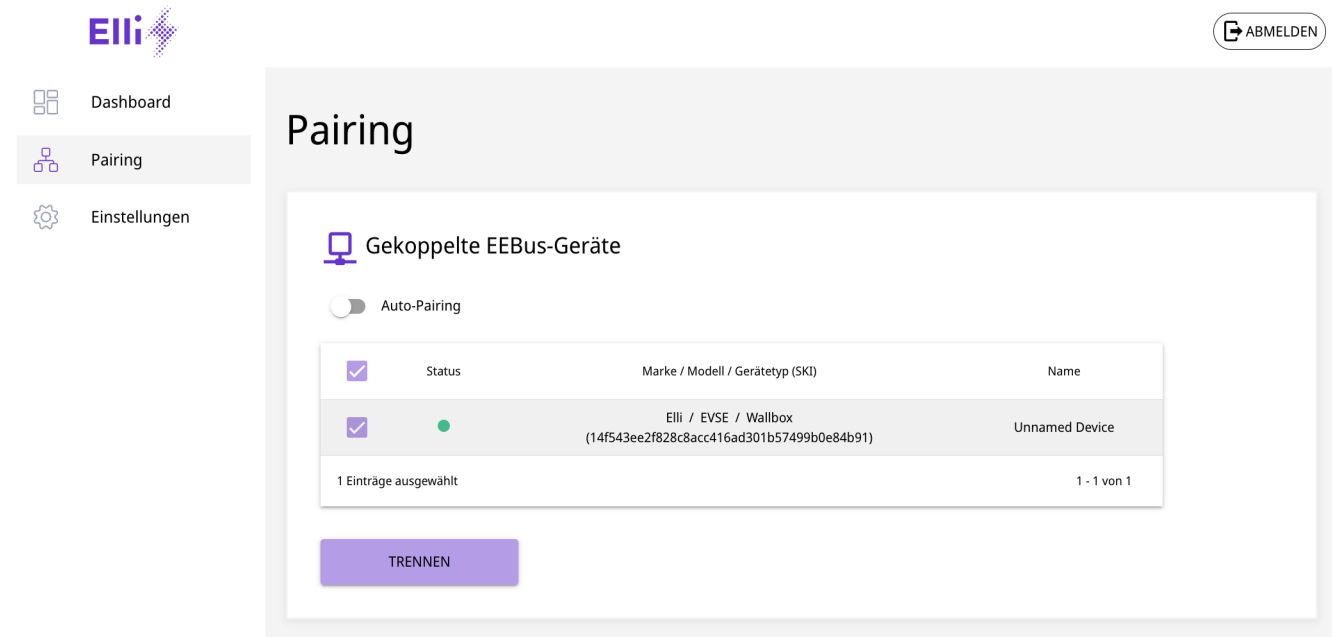 Elli
ABMELDEN
Dashboard
Pairing
Einstellungen
Pairing
Gekoppelte EEBus-Geräte
Auto-Pairing
Status Marke / Modell / Gerätetyp (SKI) Name
Elli / EVSE / Wallbox
(14f543ee2f828c8acc416ad301b57499b0e84b91) Unnamed Device
1 Einträge ausgewählt 1 - 1 von 1
TRENNEN